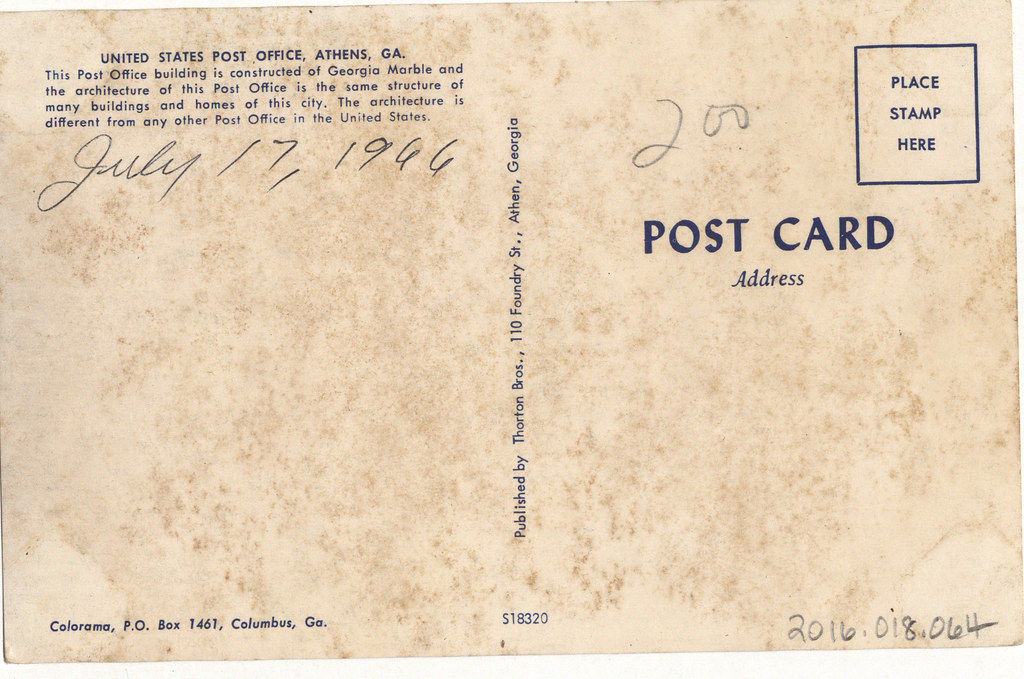 UNITED STATES POST OFFICE, ATHENS, GA.
This Post Office building is constructed of Georgia Marble and
the architecture of this Post Office is the same structure of
many buildings and homes of this city. The architecture is
different from any other Post Office in the United States.
July 17, 1966
Published by Thorton Bros., 110 Foundry St., Athen, Georgia
200
PLACE
STAMP
HERE
POST CARD
Address
Colorama, P.O. Box 1461, Columbus, Ga.
S18320
2016.018.064